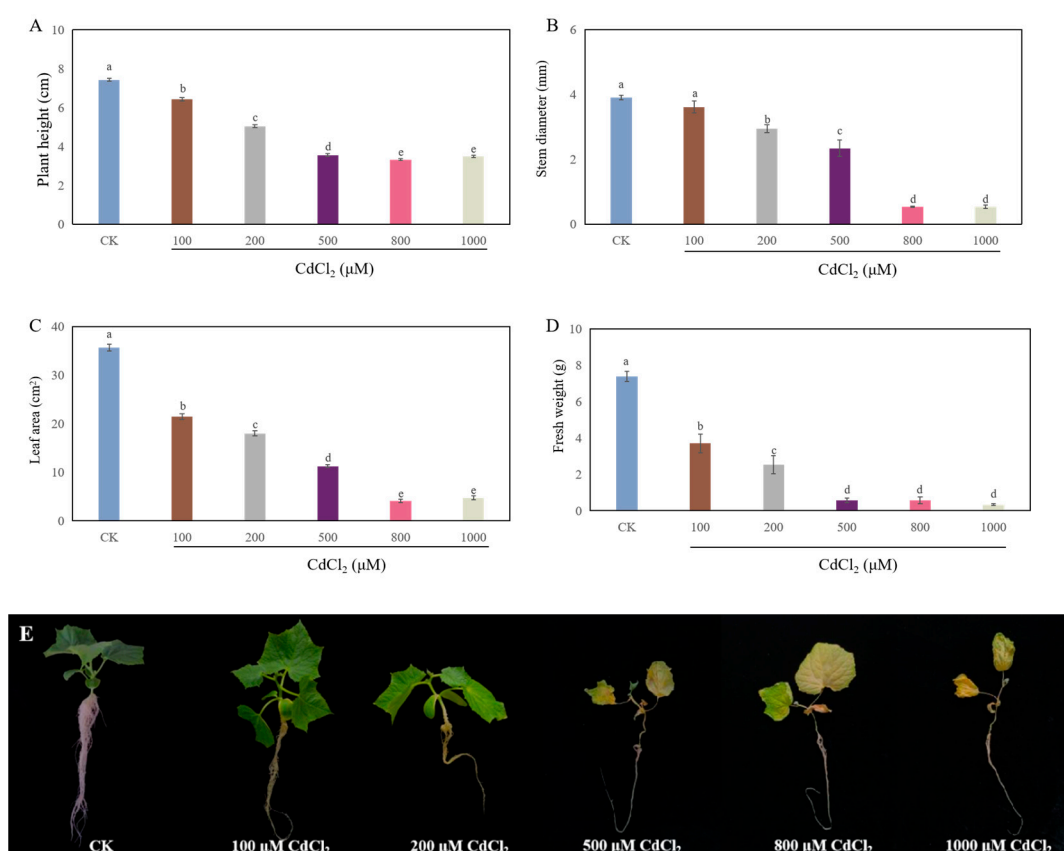 A
Plant height (cm)
10
8
6
4
2
0
a
b
c
d
e
e
CK
100
200
500
800
1000
CdCl₂ (μM)
B
Stem diameter (mm)
6
4
2
0
a
a
b
c
d
d
CK
100
200
500
800
1000
CdCl₂ (μM)
C
Leaf area (cm²)
40
30
20
10
0
a
b
c
d
e
e
CK
100
200
500
800
1000
CdCl₂ (μM)
D
Fresh weight (g)
10
8
6
4
2
0
a
b
c
d
d
d
CK
100
200
500
800
1000
CdCl₂ (μM)
E
CK
100 μM CdCl₂
200 μM CdCl₂
500 μM CdCl₂
800 μM CdCl₂
1000 μM CdCl₂